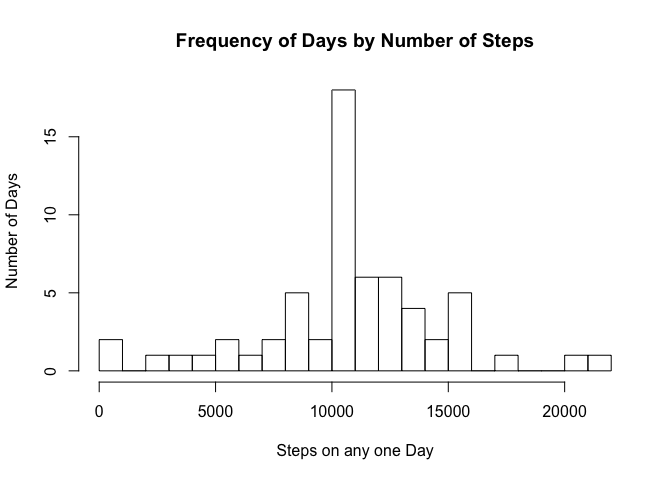 Frequency of Days by Number of Steps
Number of Days
15
10
5
0
0 5000 10000 15000 20000
Steps on any one Day